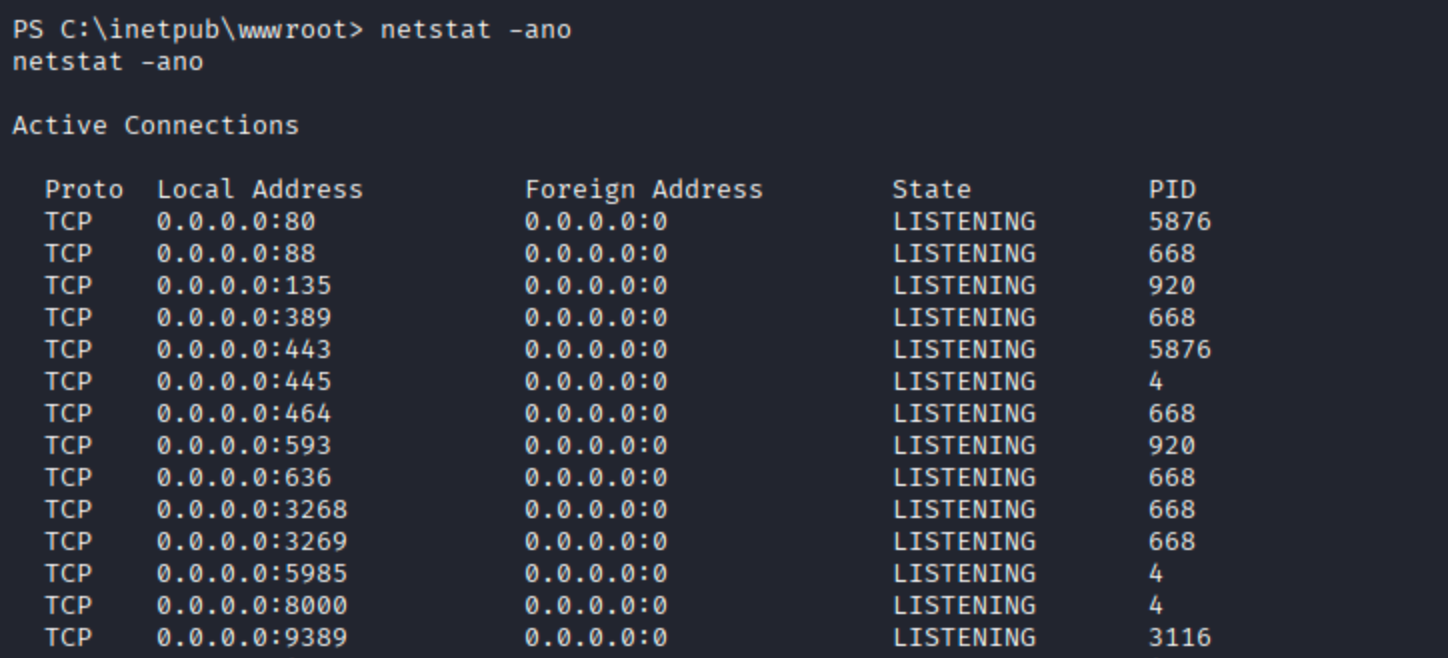 PS C:\inetpub\wwwroot> netstat -ano
netstat -ano
Active Connections
Proto  Local Address          Foreign Address        State           PID
TCP    0.0.0.0:80             0.0.0.0:0              LISTENING       5876
TCP    0.0.0.0:88             0.0.0.0:0              LISTENING       668
TCP    0.0.0.0:135            0.0.0.0:0              LISTENING       920
TCP    0.0.0.0:389            0.0.0.0:0              LISTENING       668
TCP    0.0.0.0:443            0.0.0.0:0              LISTENING       5876
TCP    0.0.0.0:445            0.0.0.0:0              LISTENING       4
TCP    0.0.0.0:464            0.0.0.0:0              LISTENING       668
TCP    0.0.0.0:593            0.0.0.0:0              LISTENING       920
TCP    0.0.0.0:636            0.0.0.0:0              LISTENING       668
TCP    0.0.0.0:3268           0.0.0.0:0              LISTENING       668
TCP    0.0.0.0:3269           0.0.0.0:0              LISTENING       668
TCP    0.0.0.0:5985           0.0.0.0:0              LISTENING       4
TCP    0.0.0.0:8000           0.0.0.0:0              LISTENING       4
TCP    0.0.0.0:9389           0.0.0.0:0              LISTENING       3116